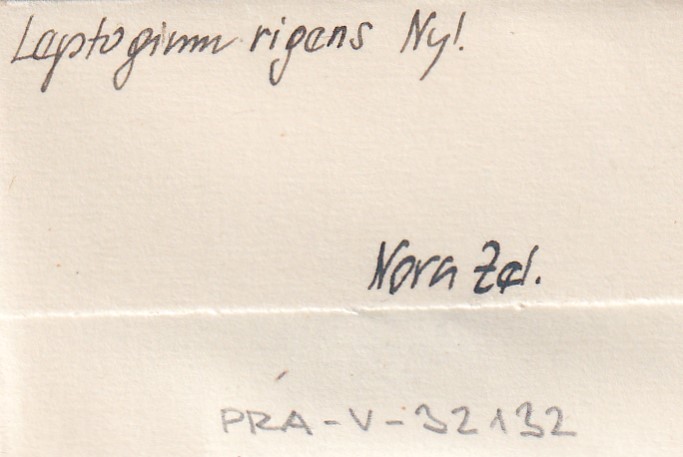 Leptogium rigens Nyl.
Nova Zel.
PRA-V-32132